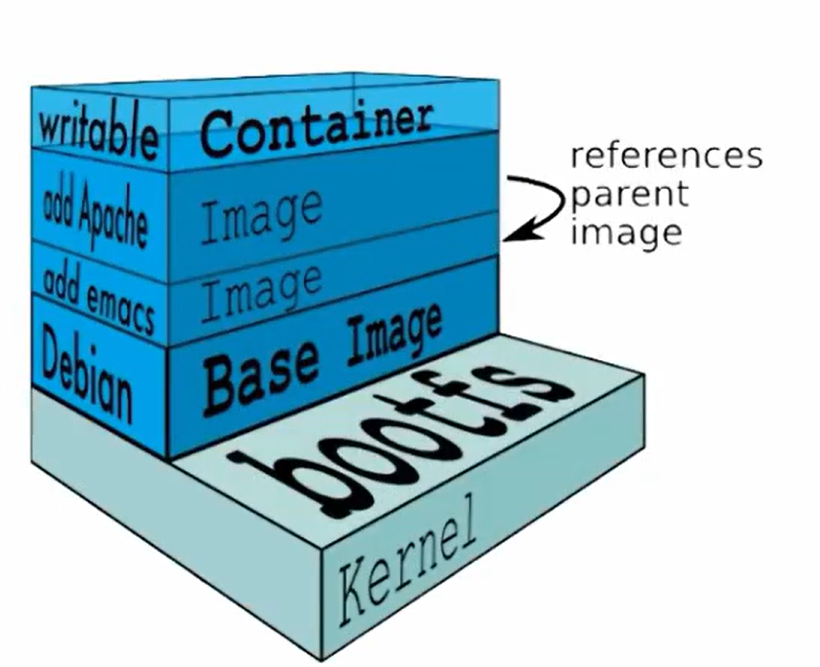 writable Container
add Apache Image
add emacs Image
Debian Base Image
references
parent
image
bootfs
Kernel